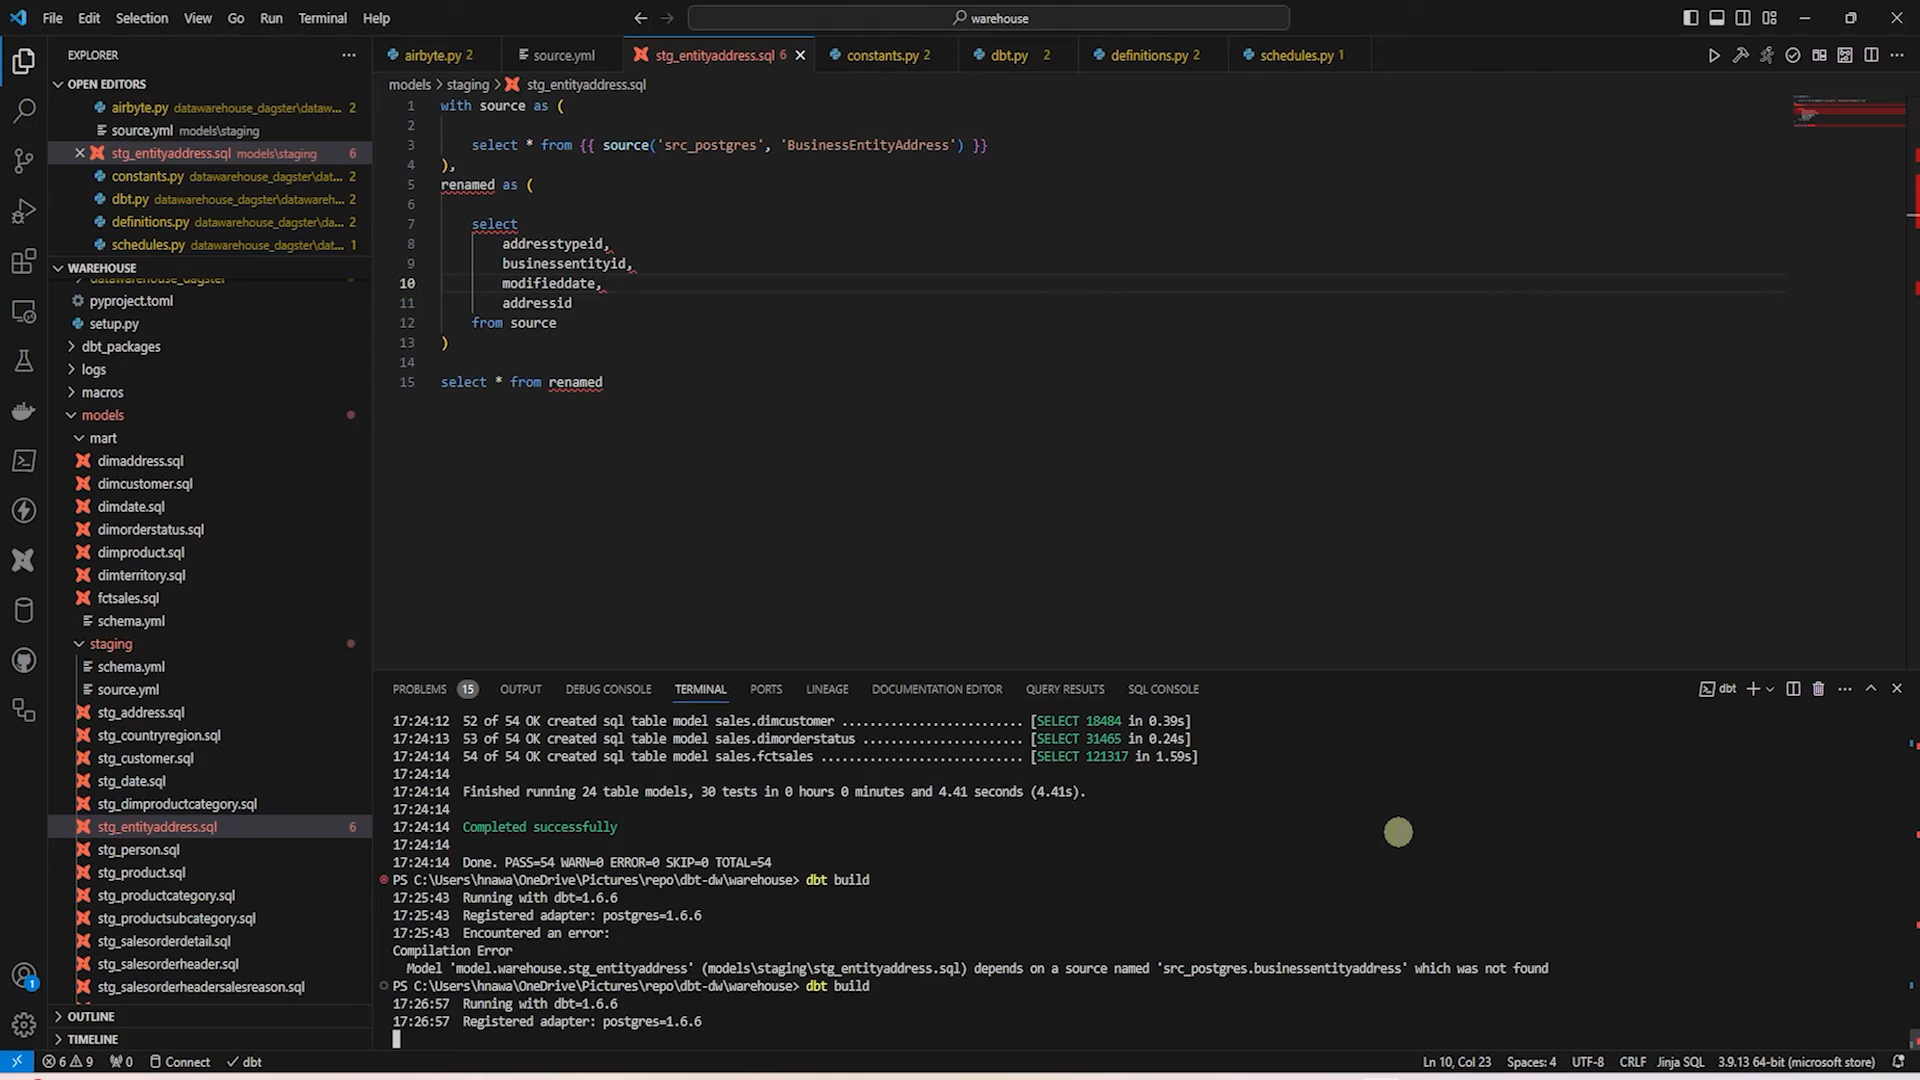 File Edit Selection View Go Run Terminal Help
warehouse
EXPLORER
airbyte.py 2
source.yml
stg_entityaddress.sql 6
constants.py 2
dbt.py 2
definitions.py 2
schedules.py 1
OPEN EDITORS
airbyte.py datawarehouse_dagster\dataw... 2
source.yml models\staging
stg_entityaddress.sql models\staging 6
constants.py datawarehouse_dagster\dat... 2
dbt.py datawarehouse_dagster\datawareh... 2
definitions.py datawarehouse_dagster\da... 2
schedules.py datawarehouse_dagster\dat... 1
WAREHOUSE
datawarehouse_dagster
pyproject.toml
setup.py
dbt_packages
logs
macros
models
mart
dimaddress.sql
dimcustomer.sql
dimdate.sql
dimorderstatus.sql
dimproduct.sql
dimterritory.sql
fctsales.sql
schema.yml
staging
schema.yml
source.yml
stg_address.sql
stg_countryregion.sql
stg_customer.sql
stg_date.sql
stg_dimproductcategory.sql
stg_entityaddress.sql 6
stg_person.sql
stg_product.sql
stg_productcategory.sql
stg_productsubcategory.sql
stg_salesorderdetail.sql
stg_salesorderheader.sql
stg_salesorderheadersalesreason.sql
OUTLINE
TIMELINE
models > staging > stg_entityaddress.sql
1 with source as (
2
3 select * from {{ source('src_postgres', 'BusinessEntityAddress') }}
4 ),
5 renamed as (
6
7 select
8 addresstypeid,
9 businessentityid,
10 modifieddate,
11 addressid
12 from source
13 )
14
15 select * from renamed
PROBLEMS 15 OUTPUT DEBUG CONSOLE TERMINAL PORTS LINEAGE DOCUMENTATION EDITOR QUERY RESULTS SQL CONSOLE
dbt
17:24:12 52 of 54 OK created sql table model sales.dimcustomer .......................... [SELECT 18484 in 0.39s]
17:24:13 53 of 54 OK created sql table model sales.dimorderstatus ....................... [SELECT 31465 in 0.24s]
17:24:14 54 of 54 OK created sql table model sales.fctsales ............................. [SELECT 121317 in 1.59s]
17:24:14
17:24:14 Finished running 24 table models, 30 tests in 0 hours 0 minutes and 4.41 seconds (4.41s).
17:24:14
17:24:14 Completed successfully
17:24:14
17:24:14 Done. PASS=54 WARN=0 ERROR=0 SKIP=0 TOTAL=54
PS C:\Users\hnawa\OneDrive\Pictures\repo\dbt-dw\warehouse> dbt build
17:25:43 Running with dbt=1.6.6
17:25:43 Registered adapter: postgres=1.6.6
17:25:43 Encountered an error:
Compilation Error
Model 'model.warehouse.stg_entityaddress' (models\staging\stg_entityaddress.sql) depends on a source named 'src_postgres.businessentityaddress' which was not found
PS C:\Users\hnawa\OneDrive\Pictures\repo\dbt-dw\warehouse> dbt build
17:26:57 Running with dbt=1.6.6
17:26:57 Registered adapter: postgres=1.6.6
1
6 9 0 Connect dbt
Ln 10, Col 23 Spaces: 4 UTF-8 CRLF Jinja SQL 3.9.13 64-bit (microsoft store)